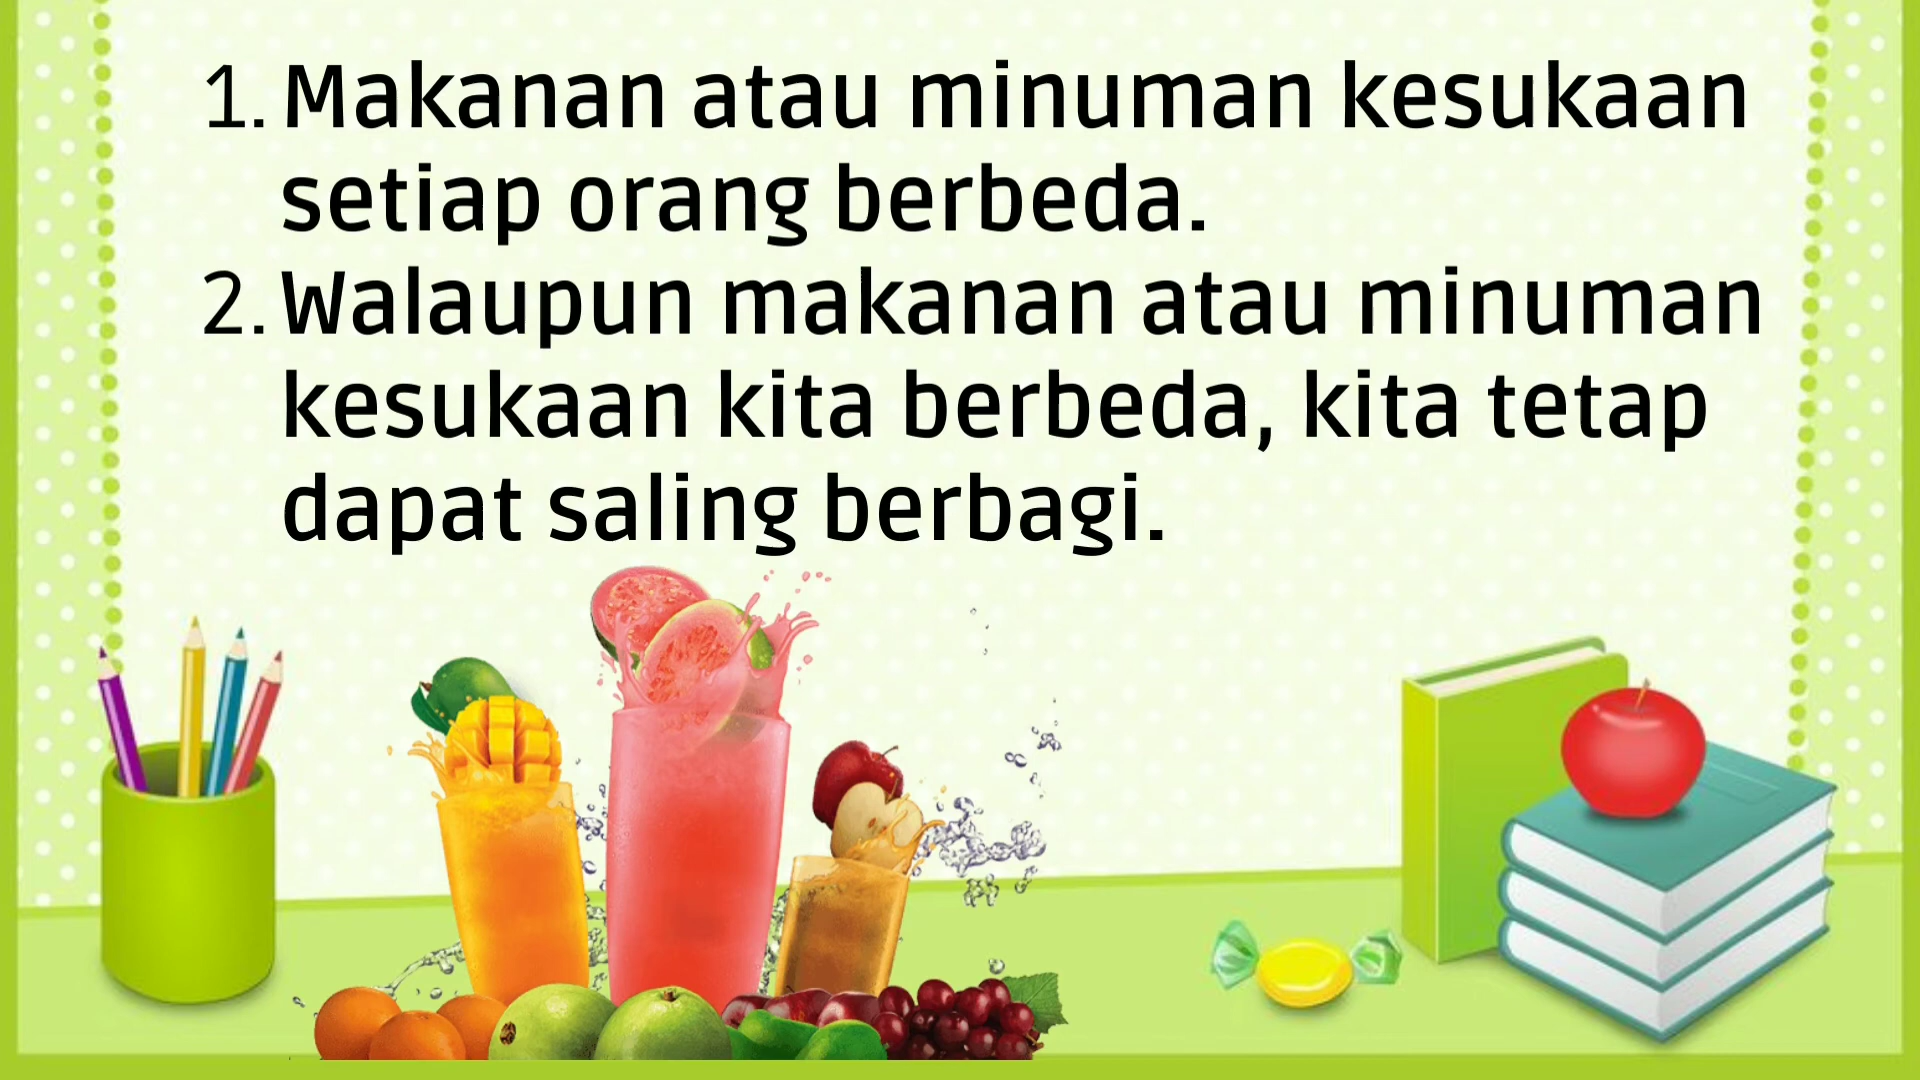 1. Makanan atau minuman kesukaan
setiap orang berbeda.
2. Walaupun makanan atau minuman
kesukaan kita berbeda, kita tetap
dapat saling berbagi.